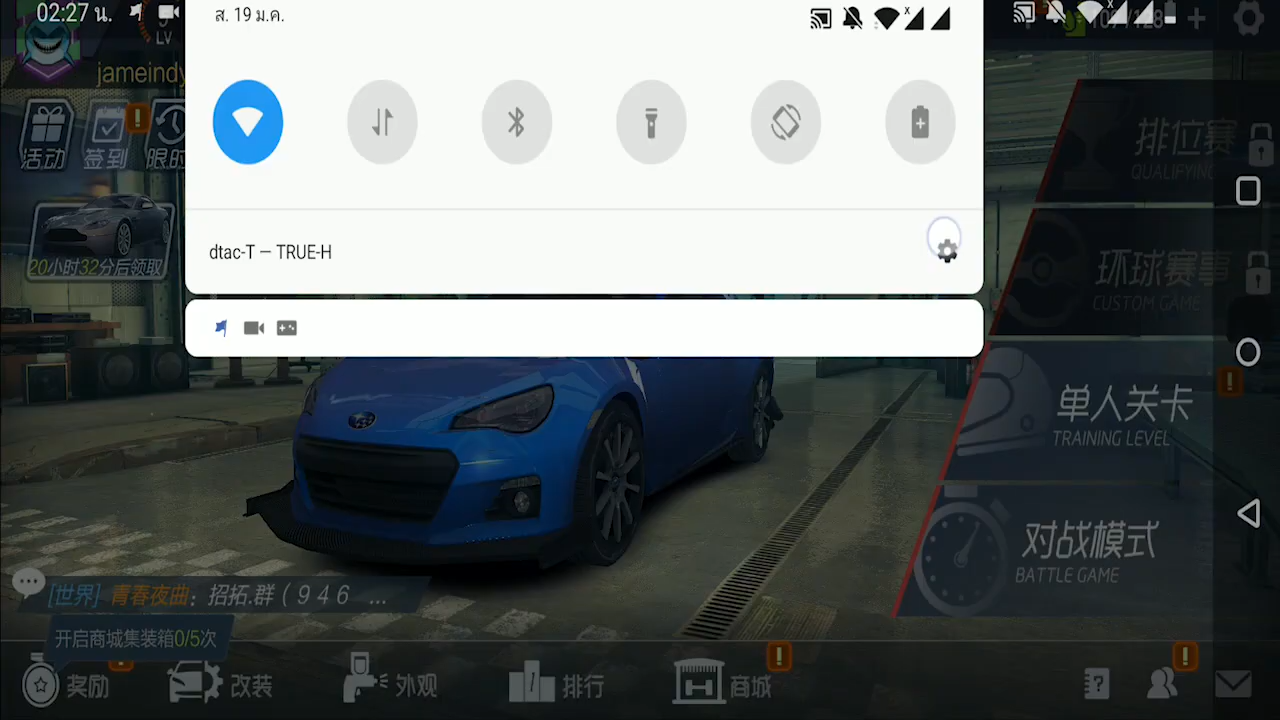 02:27 น.
ส. 19 ม.ค.
107/128
LV
jameindy
活动
签到
限时
20小时32分后领取
dtac-T — TRUE-H
排位赛
QUALIFYING
环球赛事
CUSTOM GAME
单人关卡
TRAINING LEVEL
对战模式
BATTLE GAME
[世界] 青春夜曲: 招拓.群 ( 9 4 6 ...
开启商城集装箱0/5次
奖励
改装
外观
排行
商城